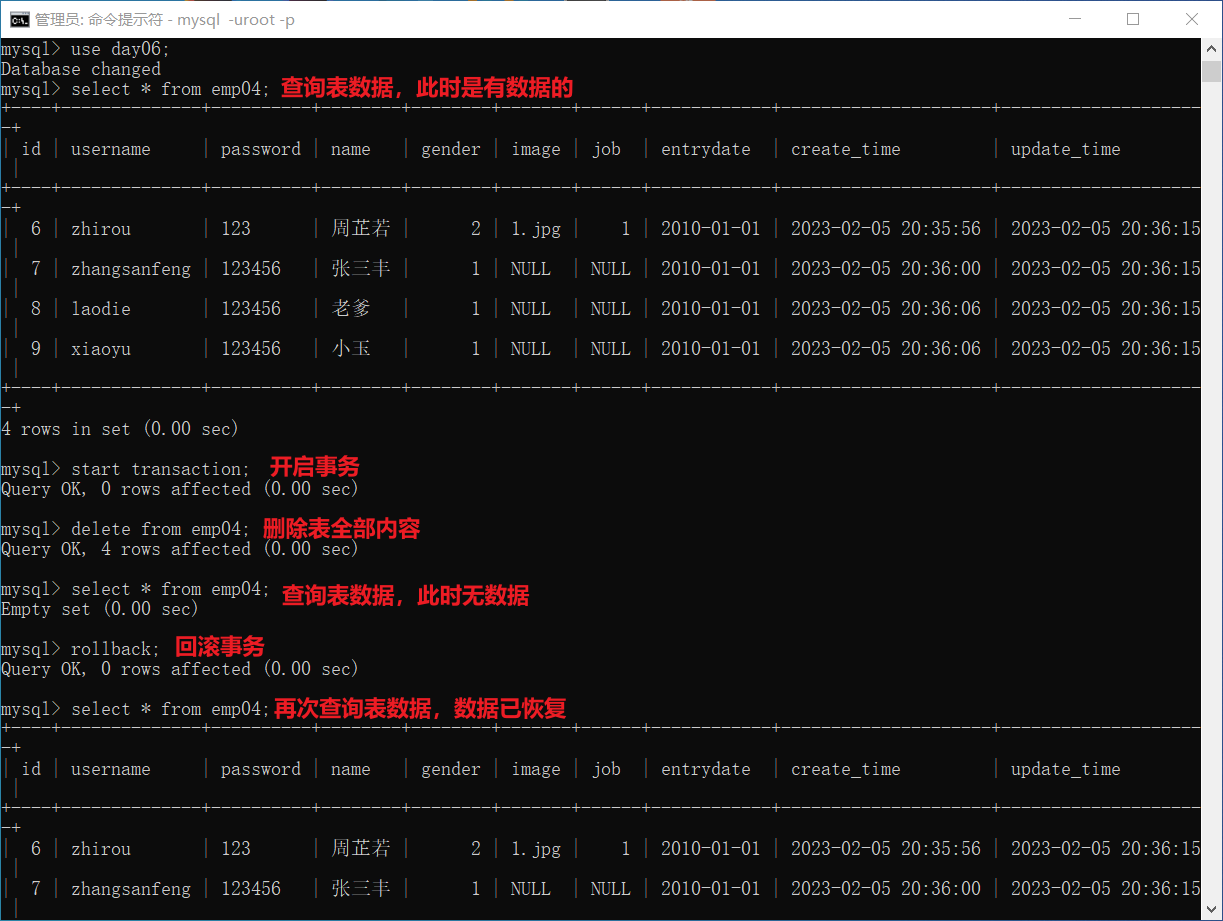 管理员: 命令提示符 - mysql  -uroot -p
mysql> use day06;
Database changed
mysql> select * from emp04; 查询表数据，此时是有数据的
+----+--------------+----------+--------+--------+-------+------+------------+---------------------+--------------------
-+
| id | username     | password | name   | gender | image | job  | entrydate  | create_time         | update_time
 |
+----+--------------+----------+--------+--------+-------+------+------------+---------------------+--------------------
-+
|  6 | zhirou       | 123      | 周芷若 |      2 | 1.jpg |    1 | 2010-01-01 | 2023-02-05 20:35:56 | 2023-02-05 20:36:15
 |
|  7 | zhangsanfeng | 123456   | 张三丰 |      1 | NULL  | NULL | 2010-01-01 | 2023-02-05 20:36:00 | 2023-02-05 20:36:15
 |
|  8 | laodie       | 123456   | 老爹   |      1 | NULL  | NULL | 2010-01-01 | 2023-02-05 20:36:06 | 2023-02-05 20:36:15
 |
|  9 | xiaoyu       | 123456   | 小玉   |      1 | NULL  | NULL | 2010-01-01 | 2023-02-05 20:36:06 | 2023-02-05 20:36:15
 |
+----+--------------+----------+--------+--------+-------+------+------------+---------------------+--------------------
-+
4 rows in set (0.00 sec)
mysql> start transaction; 开启事务
Query OK, 0 rows affected (0.00 sec)
mysql> delete from emp04; 删除表全部内容
Query OK, 4 rows affected (0.00 sec)
mysql> select * from emp04; 查询表数据，此时无数据
Empty set (0.00 sec)
mysql> rollback; 回滚事务
Query OK, 0 rows affected (0.00 sec)
mysql> select * from emp04; 再次查询表数据，数据已恢复
+----+--------------+----------+--------+--------+-------+------+------------+---------------------+--------------------
-+
| id | username     | password | name   | gender | image | job  | entrydate  | create_time         | update_time
 |
+----+--------------+----------+--------+--------+-------+------+------------+---------------------+--------------------
-+
|  6 | zhirou       | 123      | 周芷若 |      2 | 1.jpg |    1 | 2010-01-01 | 2023-02-05 20:35:56 | 2023-02-05 20:36:15
 |
|  7 | zhangsanfeng | 123456   | 张三丰 |      1 | NULL  | NULL | 2010-01-01 | 2023-02-05 20:36:00 | 2023-02-05 20:36:15
 |